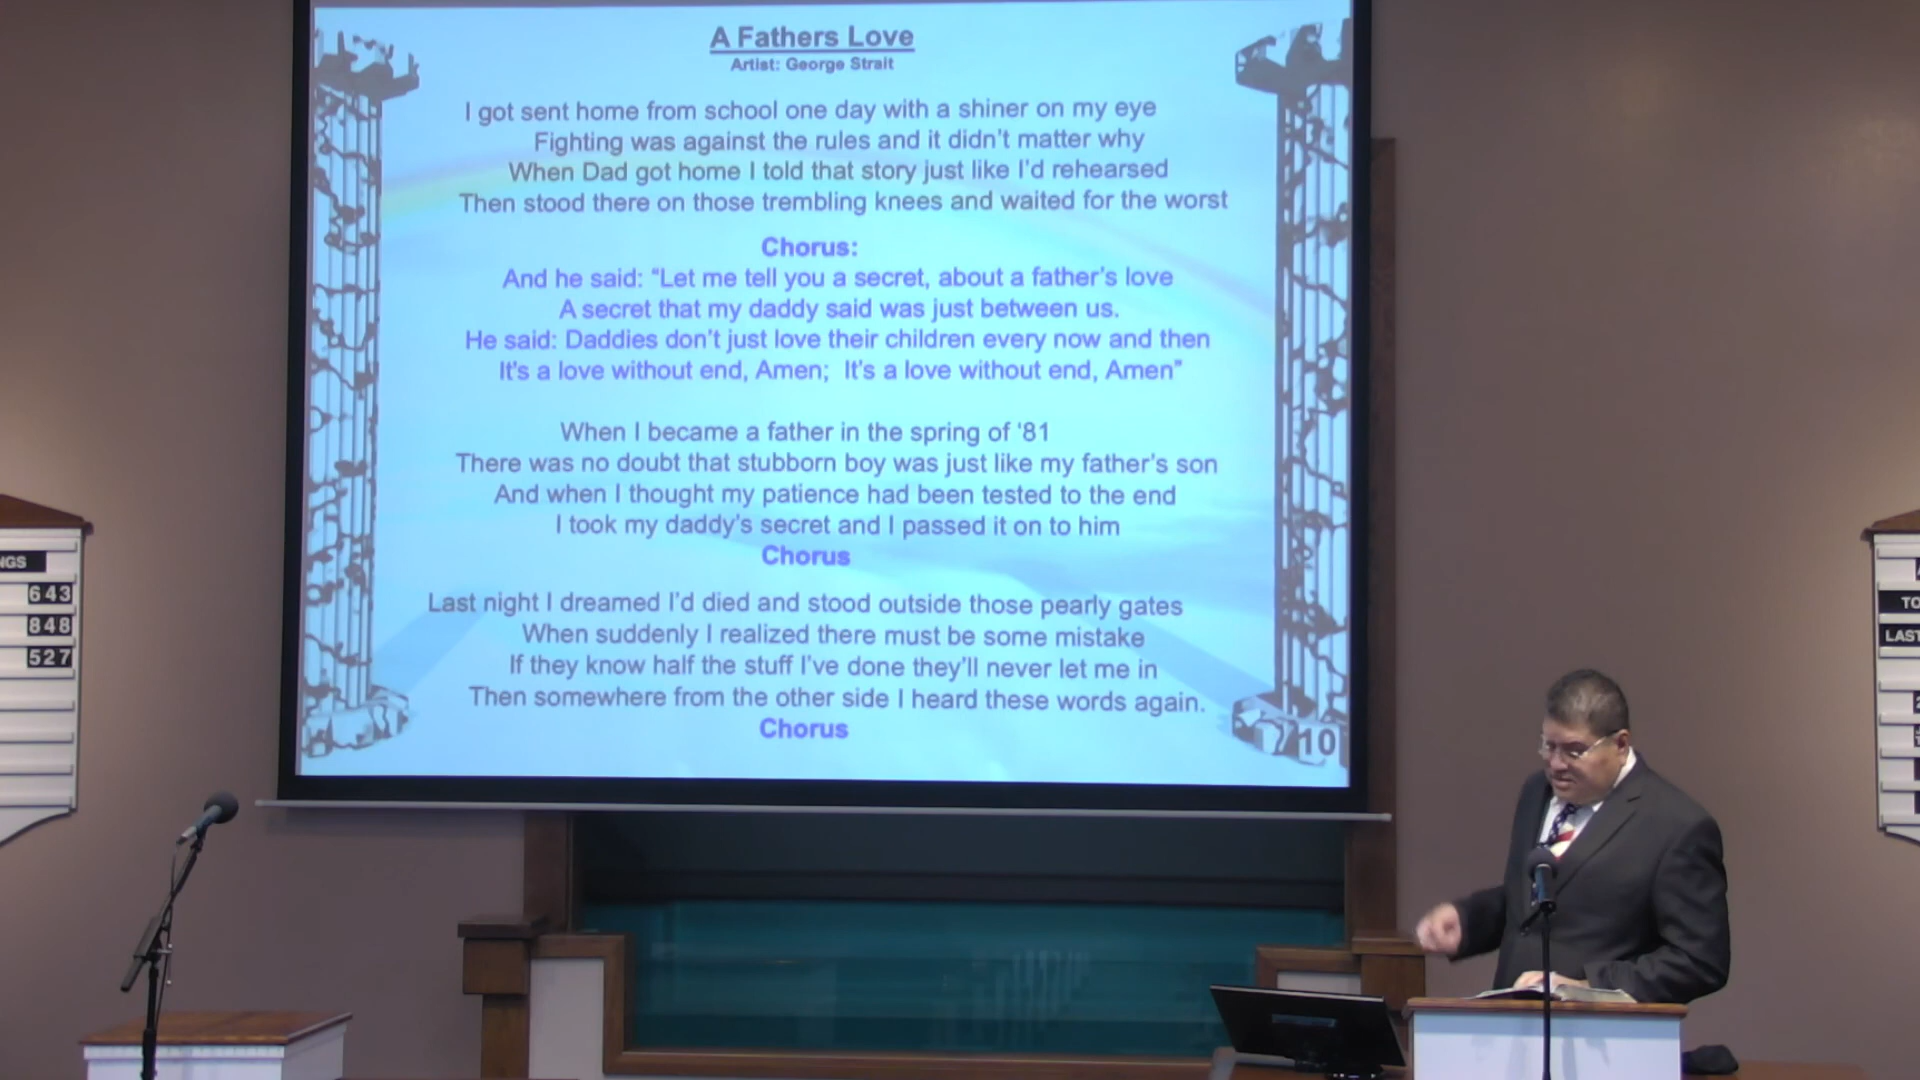 A Fathers Love
Artist: George Strait
I got sent home from school one day with a shiner on my eye
Fighting was against the rules and it didn't matter why
When Dad got home I told that story just like I'd rehearsed
Then stood there on those trembling knees and waited for the worst
Chorus:
And he said: "Let me tell you a secret, about a father's love
A secret that my daddy said was just between us.
He said: Daddies don't just love their children every now and then
It's a love without end, Amen; It's a love without end, Amen"
When I became a father in the spring of '81
There was no doubt that stubborn boy was just like my father's son
And when I thought my patience had been tested to the end
I took my daddy's secret and I passed it on to him
Chorus
Last night I dreamed I'd died and stood outside those pearly gates
When suddenly I realized there must be some mistake
If they know half the stuff I've done they'll never let me in
Then somewhere from the other side I heard these words again.
Chorus
10
NGS
643
848
527
TO
LAST